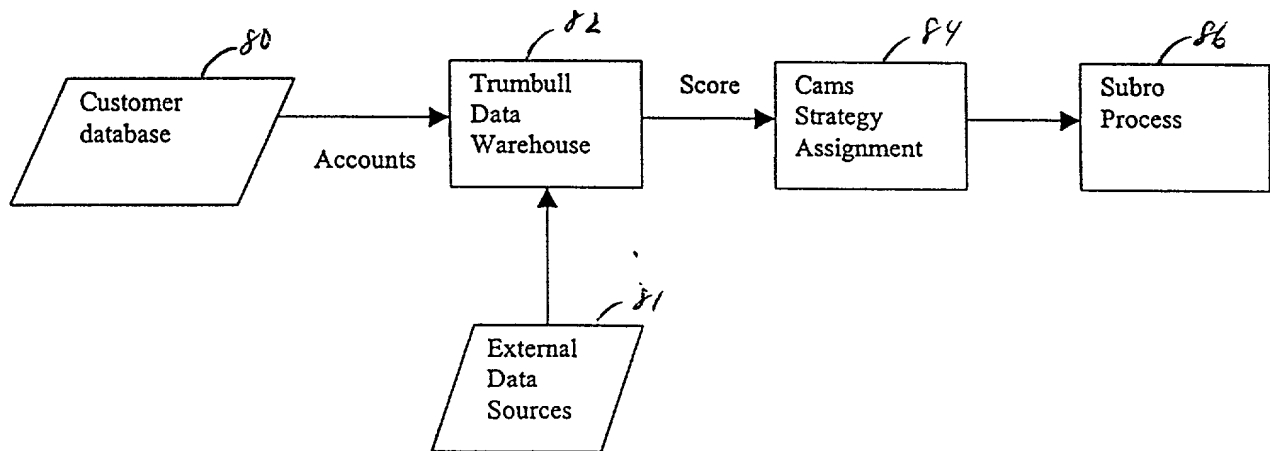 80
Customer
database
Accounts
82
Trumbull
Data
Warehouse
Score
84
Cams
Strategy
Assignment
86
Subro
Process
81
External
Data
Sources